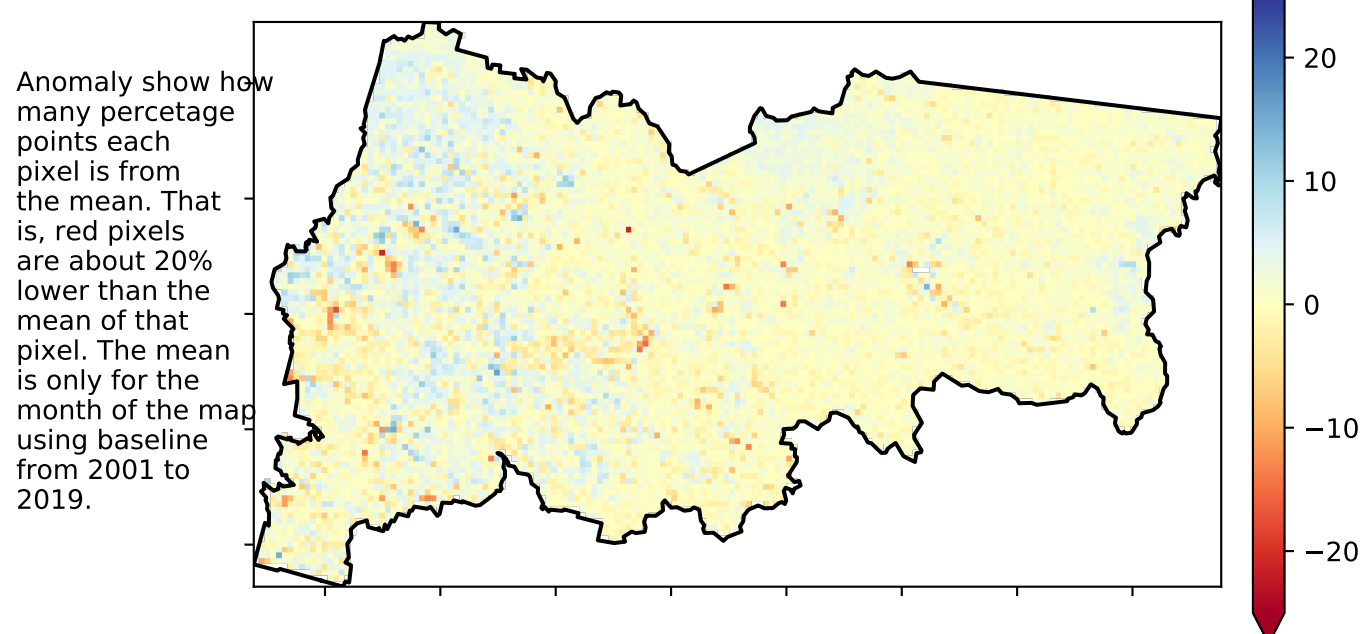 Anomaly show how
many percetage
points each
pixel is from
the mean. That
is, red pixels
are about 20%
lower than the
mean of that
pixel. The mean
is only for the
month of the map
using baseline
from 2001 to
2019.
20
10
0
−10
−20